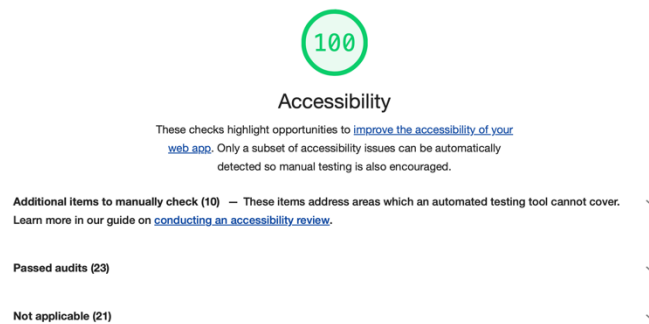 100
Accessibility
These checks highlight opportunities to improve the accessibility of your
web app. Only a subset of accessibility issues can be automatically
detected so manual testing is also encouraged.
Additional items to manually check (10) — These items address areas which an automated testing tool cannot cover.
Learn more in our guide on conducting an accessibility review.
Passed audits (23)
Not applicable (21)